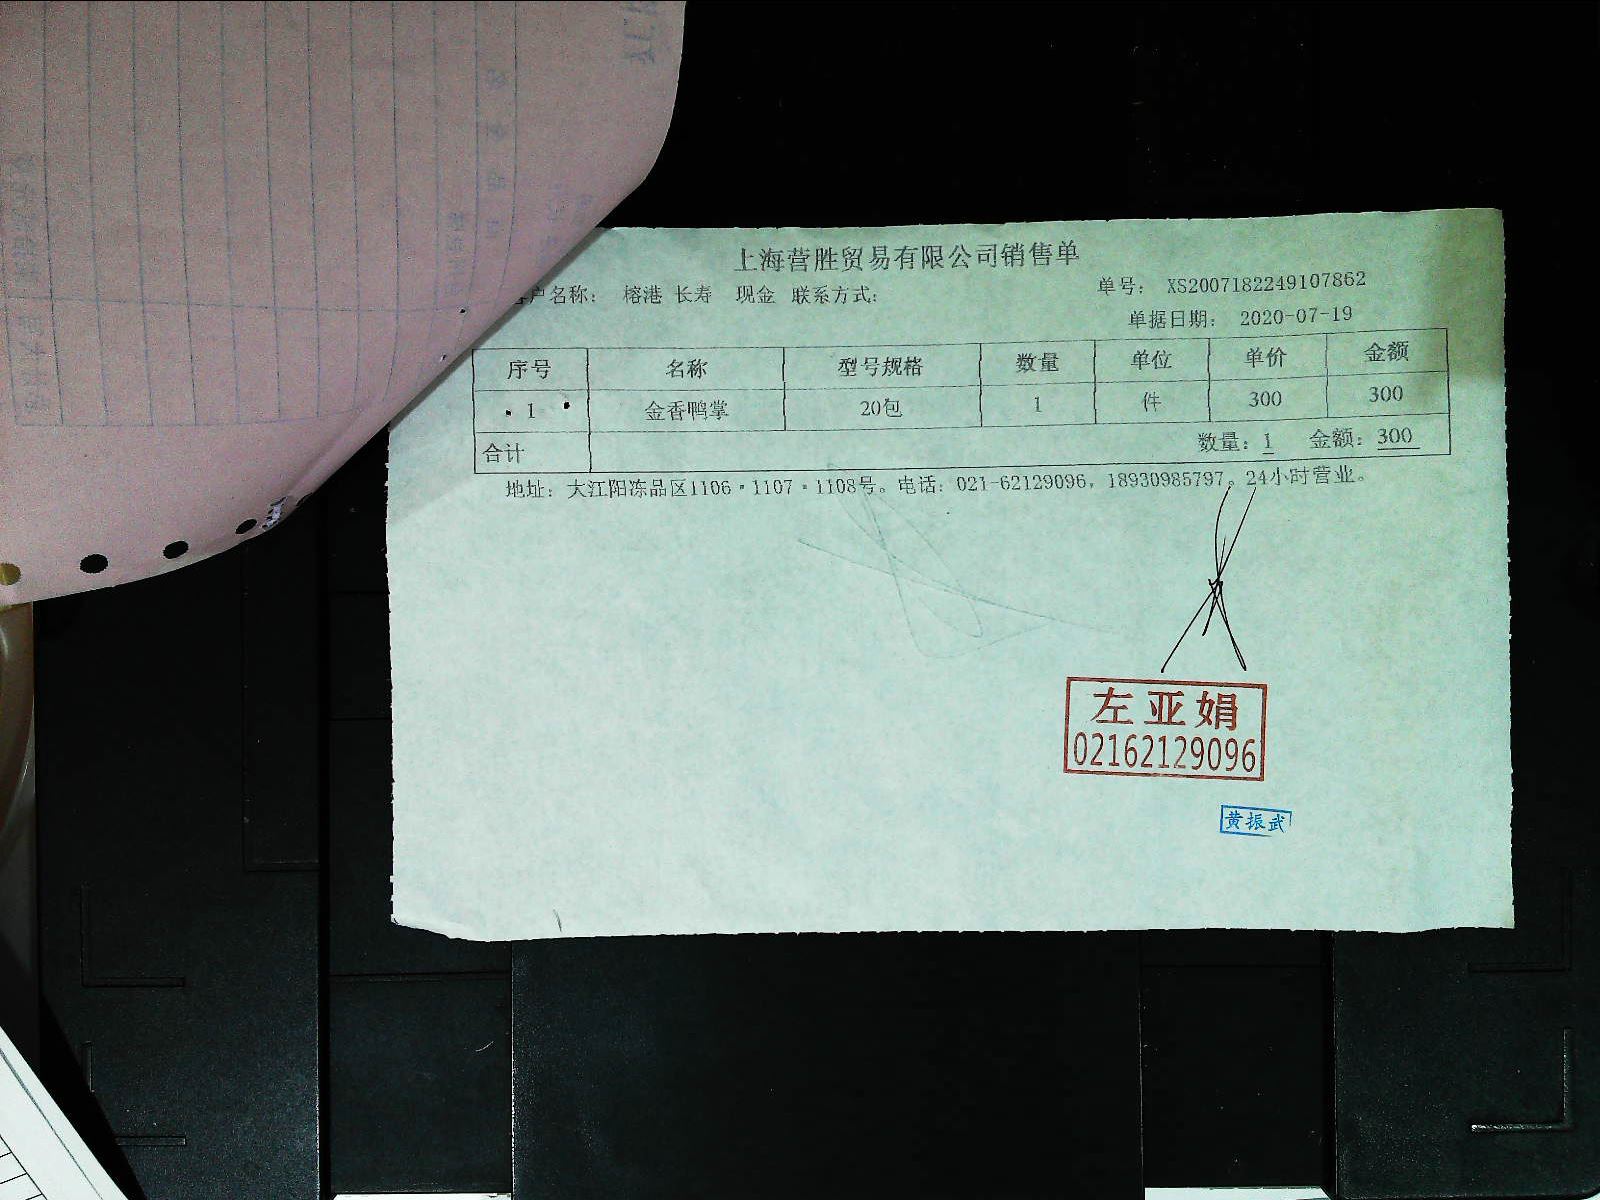 上海营胜贸易有限公司销售单
户名称： 榕港 长寿 现金 联系方式： 单号： XS2007182249107862
单据日期： 2020-07-19
序号 名称 型号规格 数量 单位 单价 金额
1 金香鸭掌 20包 1 件 300 300
合计 数量：1 金额：300
地址：大江阳冻品区1106·1107·1108号。电话：021-62129096，18930985797。24小时营业。
左亚娟
02162129096
黄振武